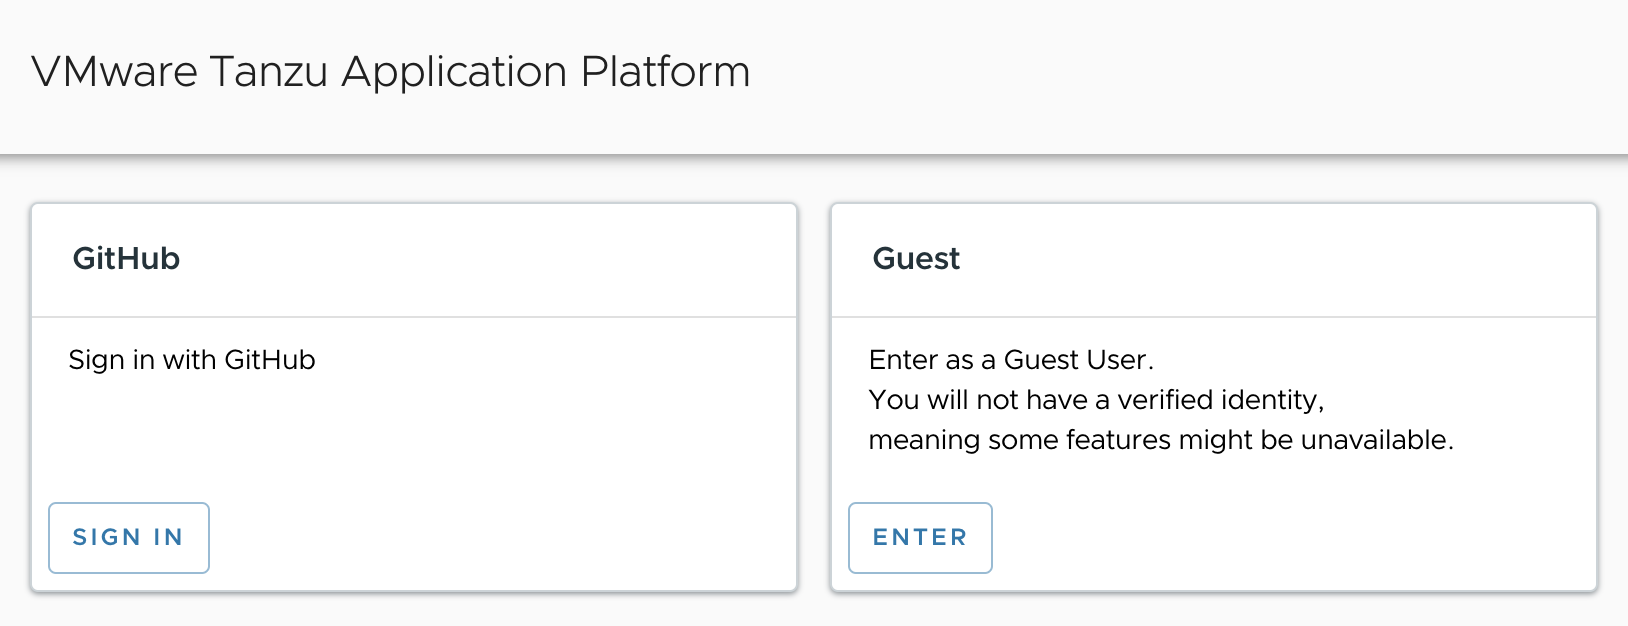 VMware Tanzu Application Platform
GitHub
Sign in with GitHub
SIGN IN
Guest
Enter as a Guest User.
You will not have a verified identity,
meaning some features might be unavailable.
ENTER